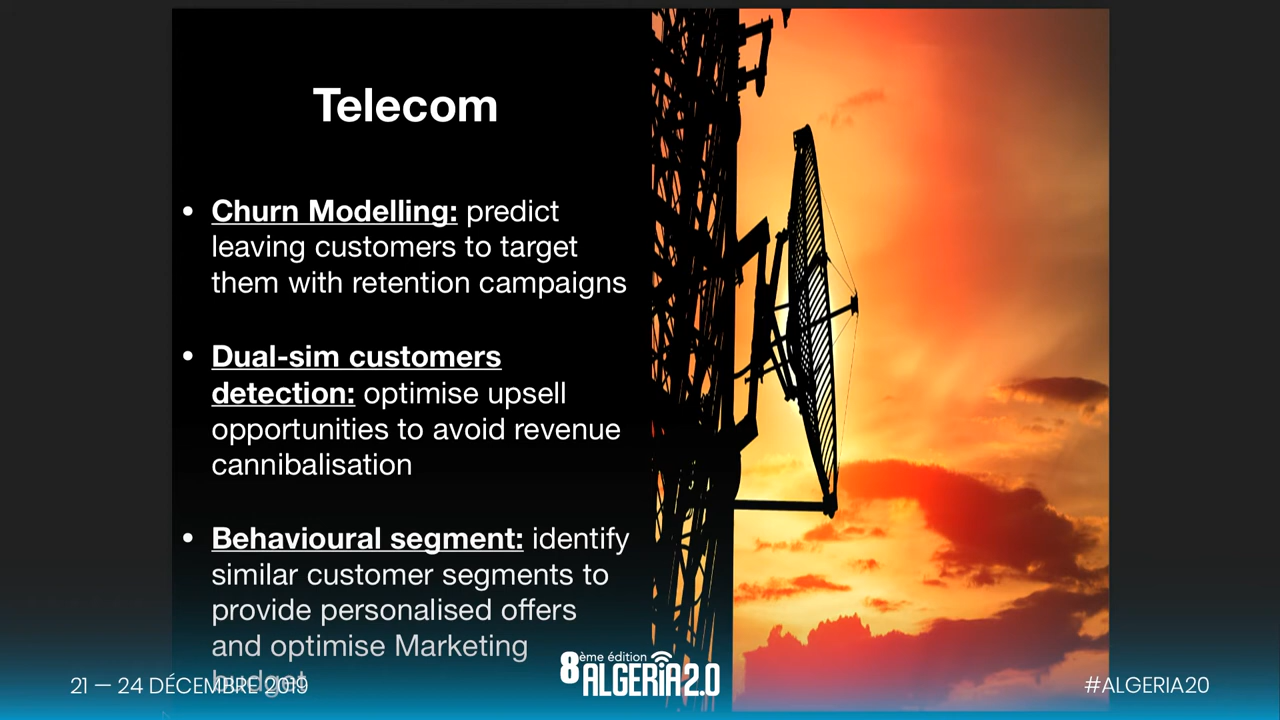 Telecom
• Churn Modelling: predict
leaving customers to target
them with retention campaigns
• Dual-sim customers
detection: optimise upsell
opportunities to avoid revenue
cannibalisation
• Behavioural segment: identify
similar customer segments to
provide personalised offers
and optimise Marketing
budget
21 — 24 DÉCEMBRE 2019
8ème édition
ALGERIA2.0
#ALGERIA20